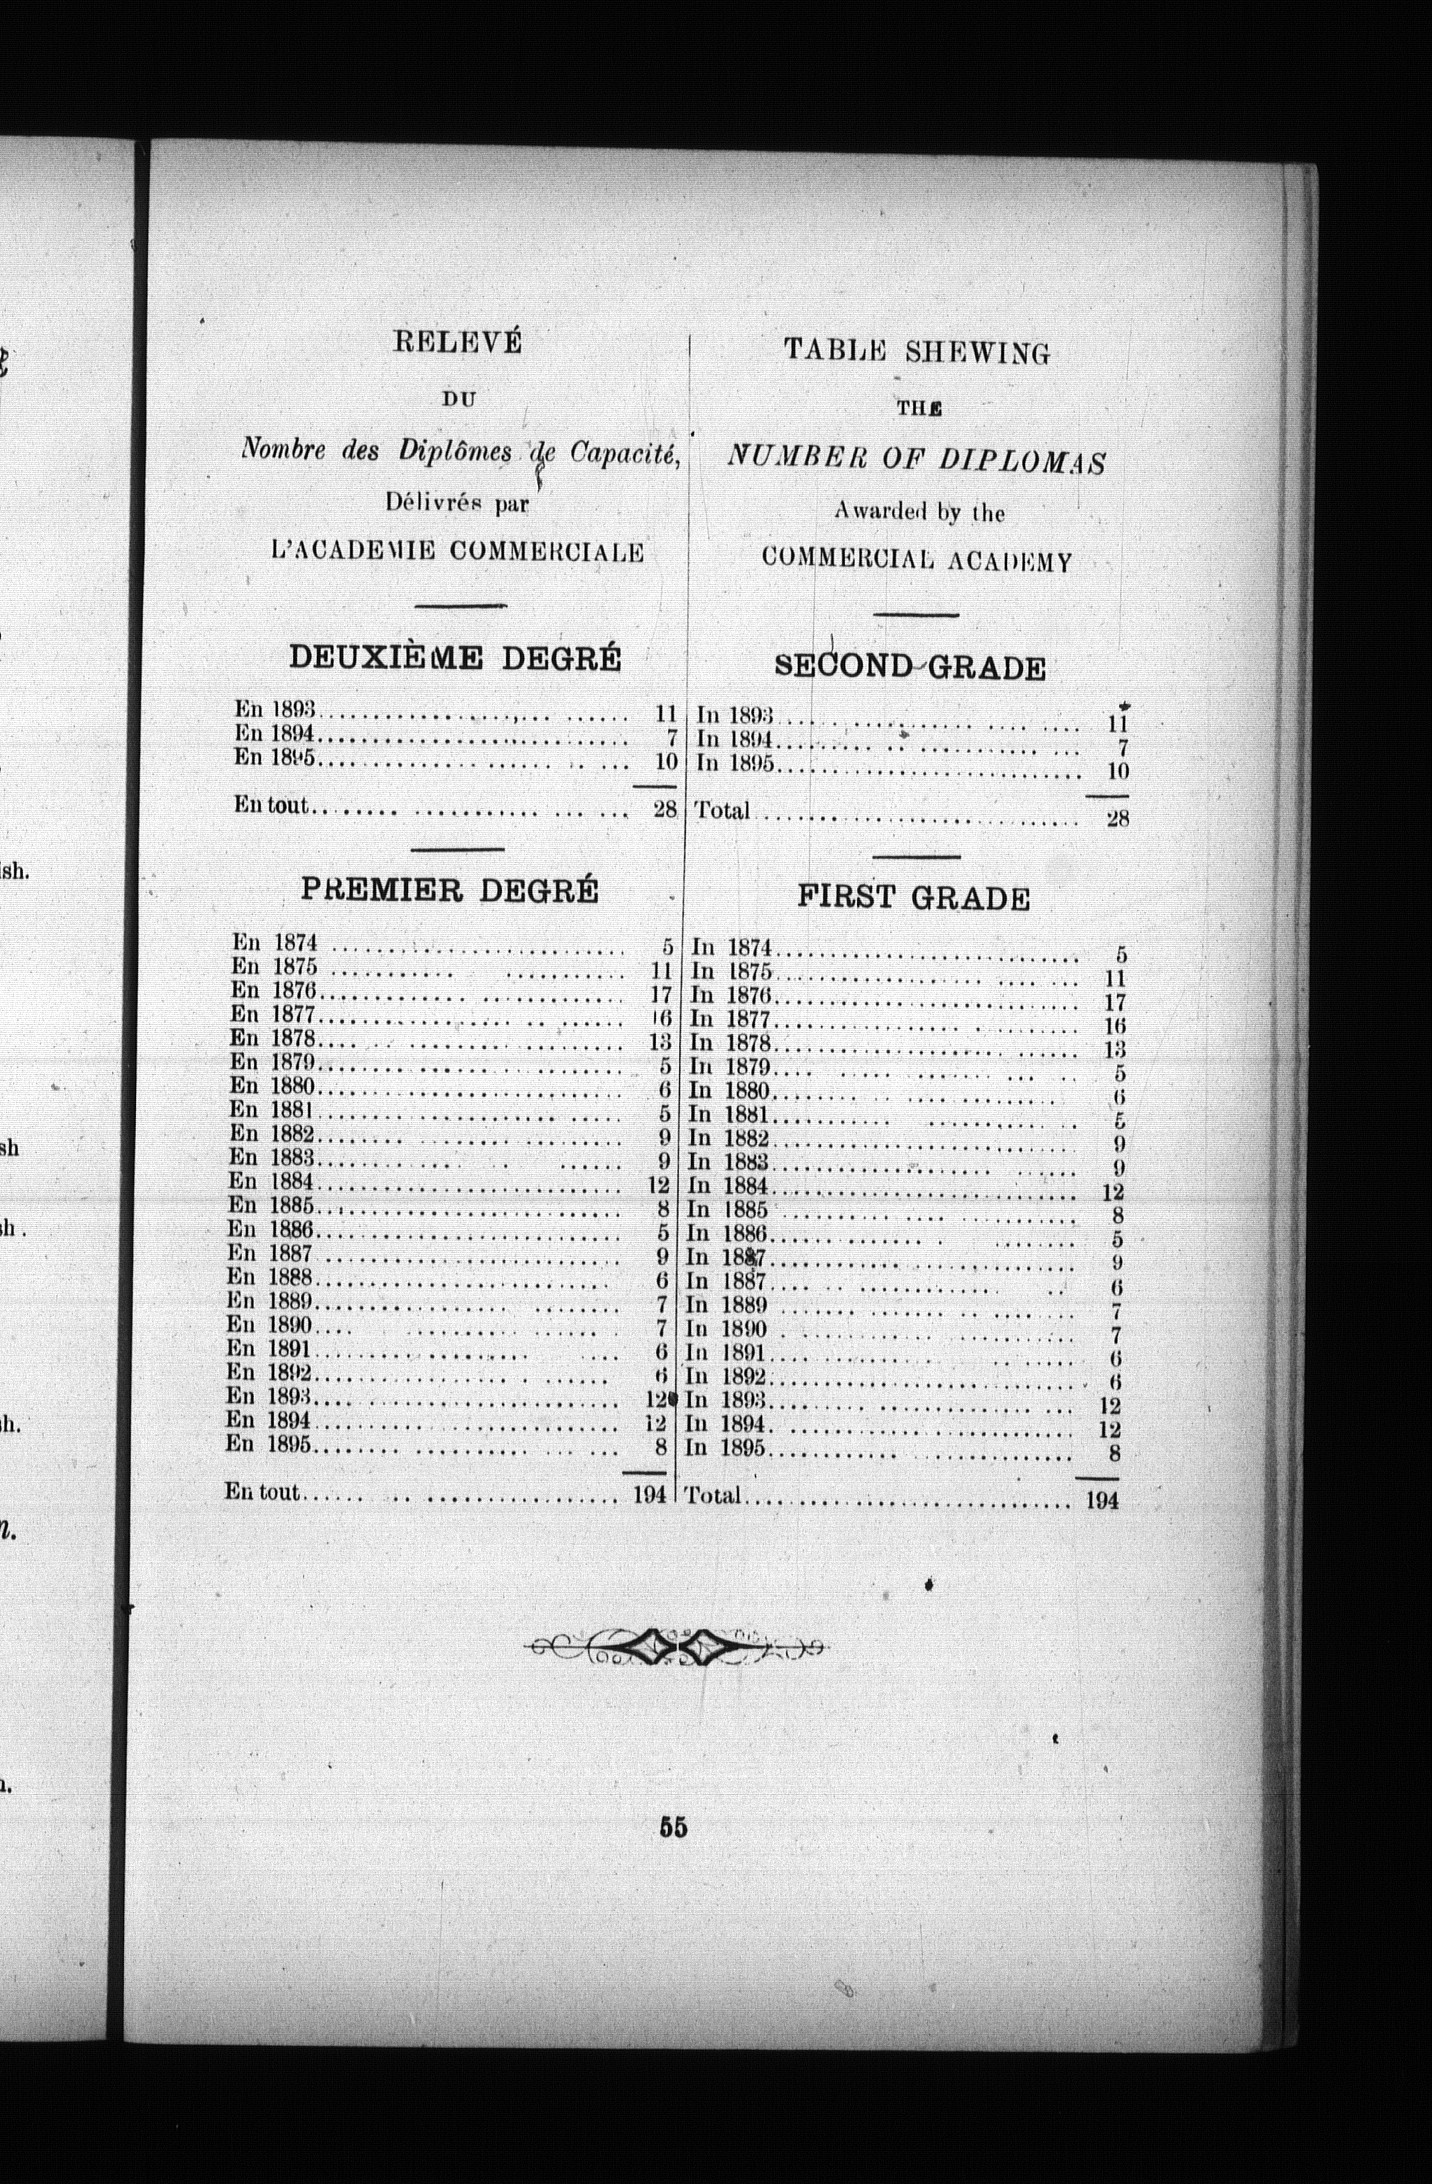 RELEVÉ
DU
Nombre des Diplômes de Capacité,
Délivrés par
L'ACADEMIE COMMERCIALE
DEUXIÈME DEGRÉ
En 1893 11
En 1894 7
En 1895 10
En tout 28
PREMIER DEGRÉ
En 1874 5
En 1875 11
En 1876 17
En 1877 16
En 1878 13
En 1879 5
En 1880 6
En 1881 5
En 1882 9
En 1883 9
En 1884 12
En 1885 8
En 1886 5
En 1887 9
En 1888 6
En 1889 7
En 1890 7
En 1891 6
En 1892 6
En 1893 12
En 1894 12
En 1895 8
En tout 194
TABLE SHEWING
THE
NUMBER OF DIPLOMAS
Awarded by the
COMMERCIAL ACADEMY
SECOND GRADE
In 1893 11
In 1894 7
In 1895 10
Total 28
FIRST GRADE
In 1874 5
In 1875 11
In 1876 17
In 1877 16
In 1878 13
In 1879 5
In 1880 6
In 1881 5
In 1882 9
In 1883 9
In 1884 12
In 1885 8
In 1886 5
In 1887 9
In 1887 6
In 1889 7
In 1890 7
In 1891 6
In 1892 6
In 1893 12
In 1894 12
In 1895 8
Total 194
55